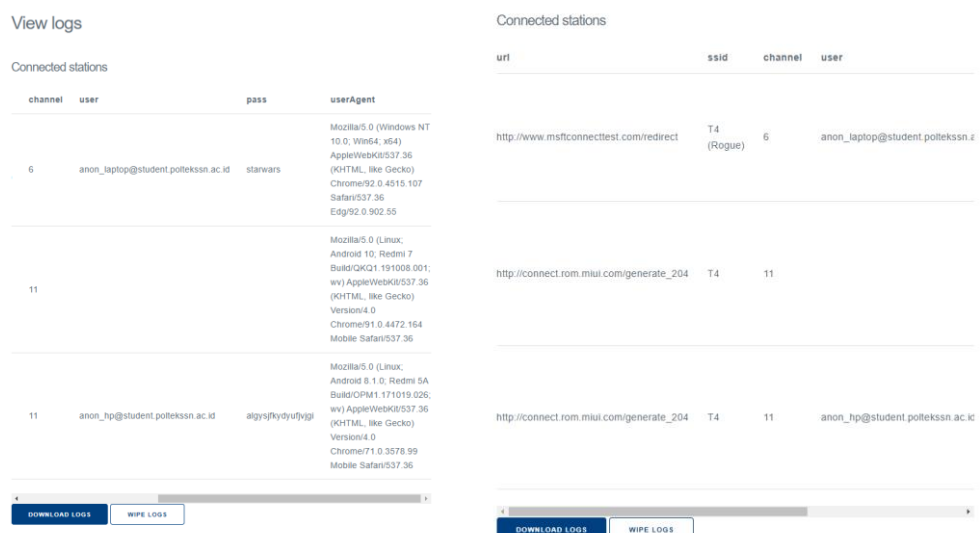 View logs
Connected stations
channel user pass userAgent
6 anon_laptop@student.poltekssn.ac.id starwars
Mozilla/5.0 (Windows NT
10.0; Win64; x64)
AppleWebKit/537.36
(KHTML, like Gecko)
Chrome/92.0.4515.107
Safari/537.36
Edg/92.0.902.55
11
Mozilla/5.0 (Linux;
Android 10; Redmi 7
Build/QKQ1.191008.001;
wv) AppleWebKit/537.36
(KHTML, like Gecko)
Version/4.0
Chrome/91.0.4472.164
Mobile Safari/537.36
11 anon_hp@student.poltekssn.ac.id
Mozilla/5.0 (Linux;
Android 8.1.0; Redmi 5A
Build/OPM1.171019.026;
wv) AppleWebKit/537.36
(KHTML, like Gecko)
Version/4.0
Chrome/71.0.3578.99
Mobile Safari/537.36
DOWNLOAD LOGS WIPE LOGS
Connected stations
url ssid channel user
http://www.msftconnecttest.com/redirect T4 (Rogue) 6 anon_laptop@student.poltekssn.a
http://connect.rom.miui.com/generate_204 T4 11
http://connect.rom.miui.com/generate_204 T4 11 anon_hp@student.poltekssn.ac.id
DOWNLOAD LOGS WIPE LOGS